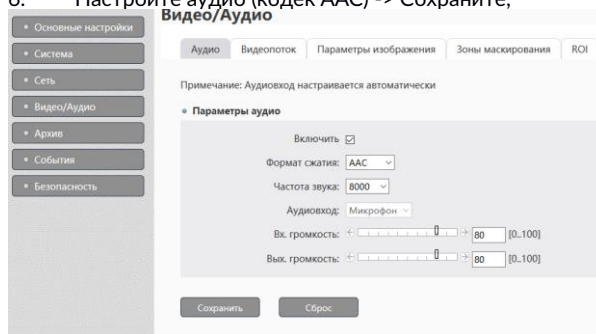 6. Настройте аудио (кодек AAC) -> Сохраните;
Видео/Аудио
Основные настройки
Система
Сеть
Видео/Аудио
Архив
События
Безопасность
Аудио Видеопоток Параметры изображения Зоны маскирования ROI
Примечание: Аудиовход настраивается автоматически
Параметры аудио
Включить
Формат сжатия: AAC
Частота звука: 8000
Аудиовход: Микрофон
Вх. громкость: 80 [0..100]
Вых. громкость: 80 [0..100]
Сохранить Сброс